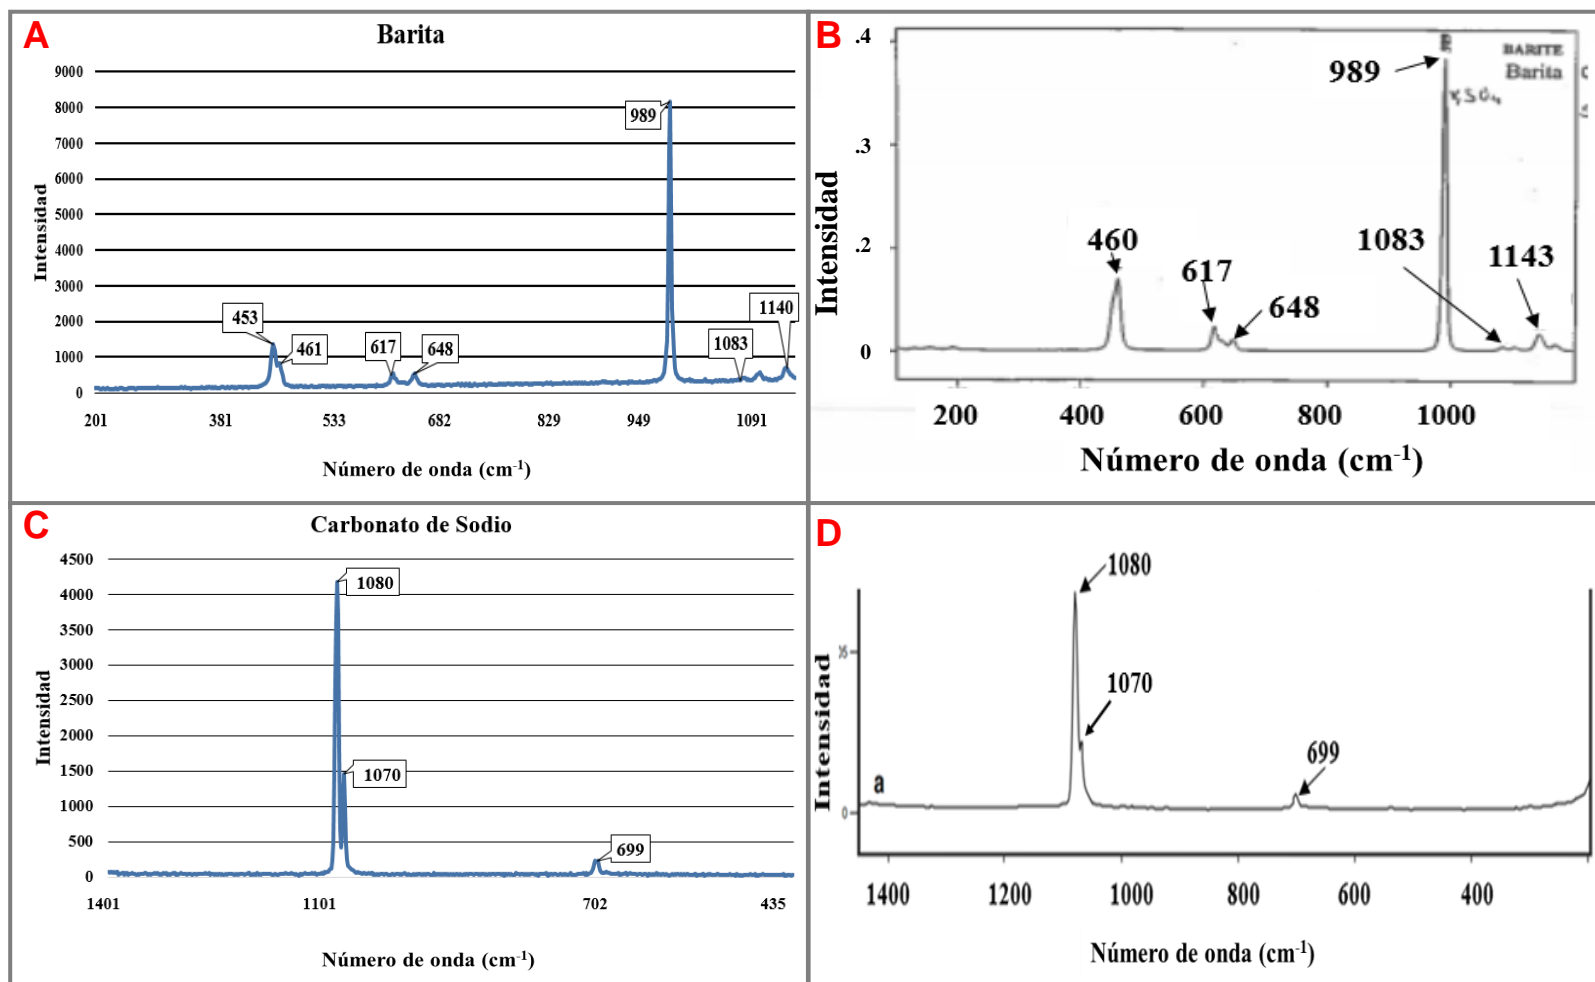 A
Barita
Intensidad
9000
8000
7000
6000
5000
4000
3000
2000
1000
0
989
453
461
617
648
1083
1140
201 381 533 682 829 949 1091
Número de onda (cm-1)
B
.4
.3
.2
0
Intensidad
BARITE
Barita
989
460
617
648
1083
1143
200 400 600 800 1000
Número de onda (cm-1)
C
Carbonato de Sodio
Intensidad
4500
4000
3500
3000
2500
2000
1500
1000
500
0
1080
1070
699
1401 1101 702 435
Número de onda (cm-1)
D
Intensidad
0
a
1080
1070
699
1400 1200 1000 800 600 400
Número de onda (cm-1)